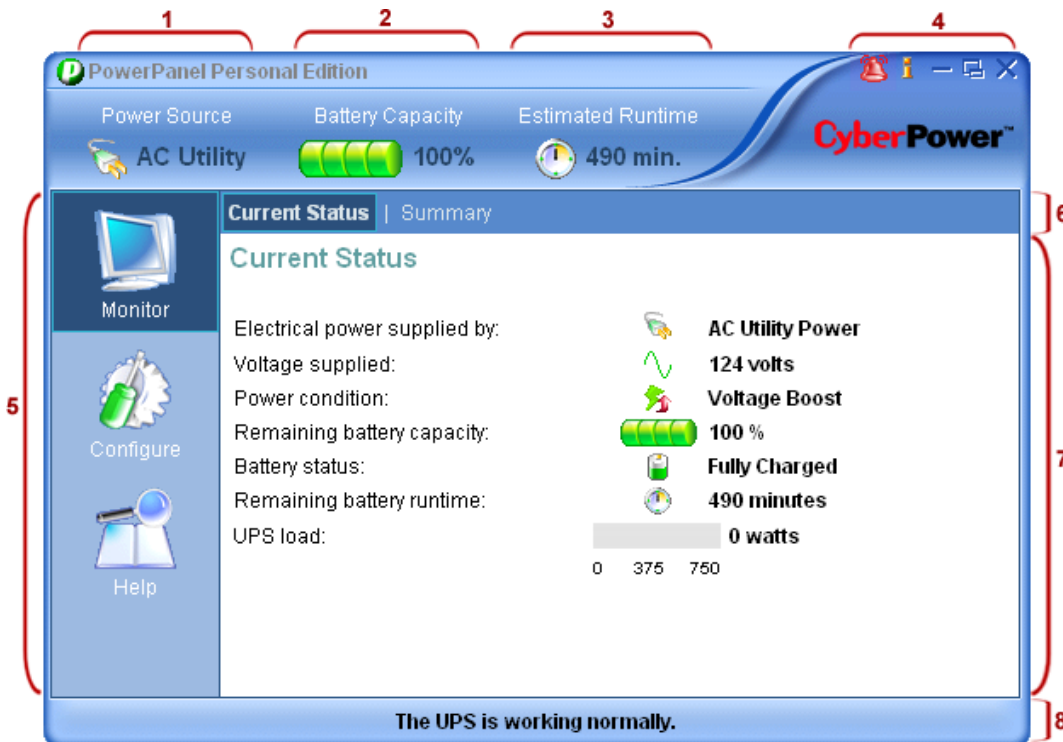 1 2 3 4
PowerPanel Personal Edition
Power Source Battery Capacity Estimated Runtime
AC Utility 100% 490 min.
CyberPower™
5
6
7
8
Current Status | Summary
Current Status
Monitor
Configure
Help
Electrical power supplied by: AC Utility Power
Voltage supplied: 124 volts
Power condition: Voltage Boost
Remaining battery capacity: 100 %
Battery status: Fully Charged
Remaining battery runtime: 490 minutes
UPS load: 0 watts
0 375 750
The UPS is working normally.